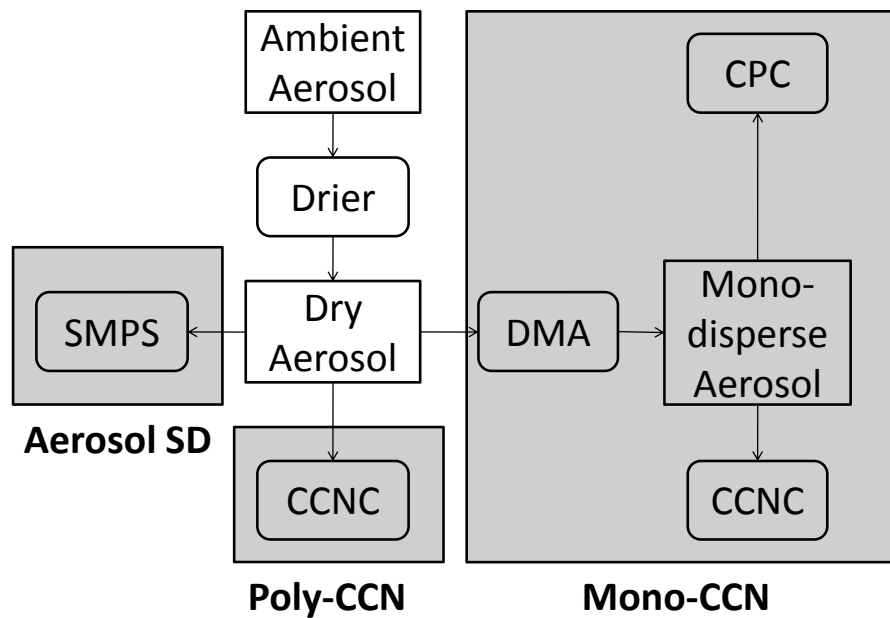 Ambient
Aerosol
CPC
Drier
SMPS
Dry
Aerosol
DMA
Mono-
disperse
Aerosol
Aerosol SD
CCNC
CCNC
Poly-CCN
Mono-CCN